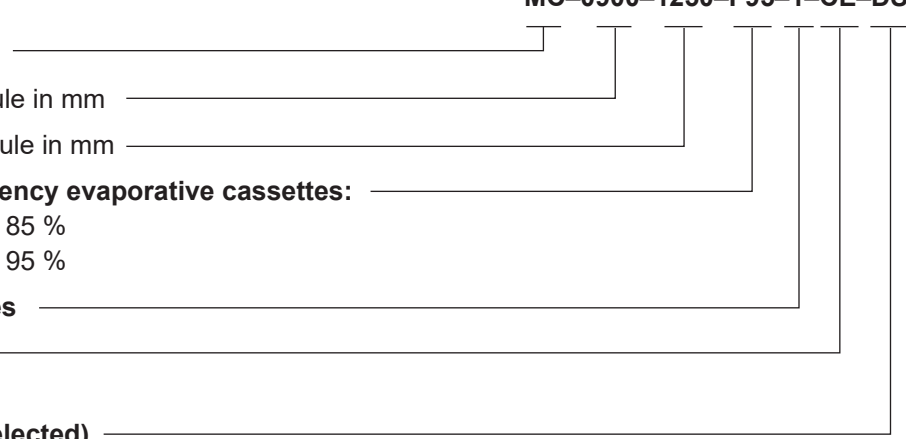 ule in mm
ule in mm
ency evaporative cassettes:
85 %
95 %
es
elected)